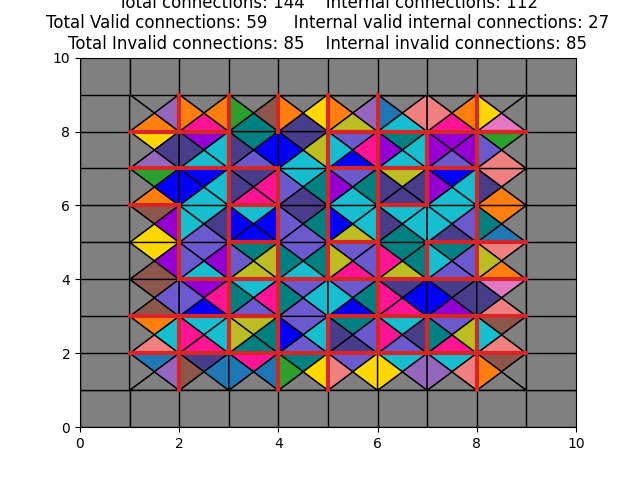 Total connections: 144 Internal connections: 112
Total Valid connections: 59 Internal valid internal connections: 27
Total Invalid connections: 85 Internal invalid connections: 85
10
8
6
4
2
0
0 2 4 6 8 10